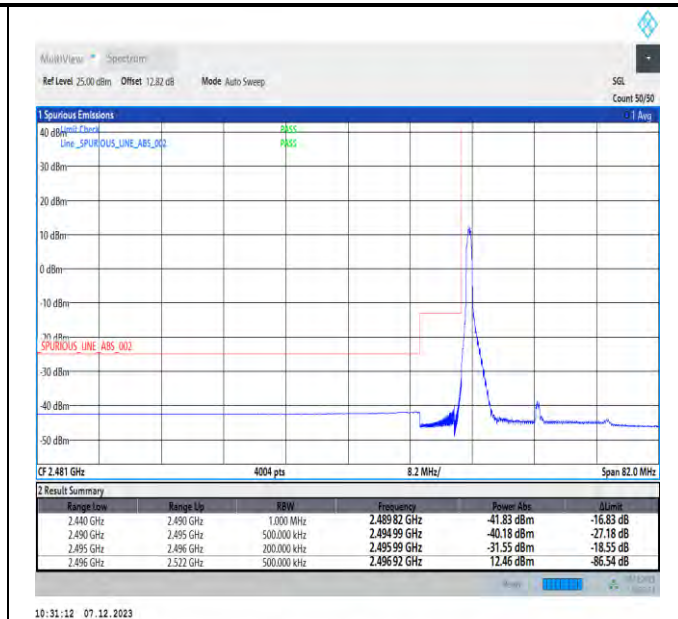 MultiView Spectrum
Ref Level 25.00 dBm Offset 12.82 dB Mode Auto Sweep SGL
Count 50/50
1 Spurious Emissions 1 Avg
40 dBm Limit Check PASS
Line _SPURIOUS_LINE_ABS_002 PASS
30 dBm
20 dBm
10 dBm
0 dBm
-10 dBm
-20 dBm
_SPURIOUS_LINE_ABS_002
-30 dBm
-40 dBm
-50 dBm
CF 2.481 GHz 4004 pts 8.2 MHz/ Span 82.0 MHz
2 Result Summary
Range Low Range Up RBW Frequency Power Abs ΔLimit
2.440 GHz 2.490 GHz 1.000 MHz 2.489 82 GHz -41.83 dBm -16.83 dB
2.490 GHz 2.495 GHz 500.000 kHz 2.494 99 GHz -40.18 dBm -27.18 dB
2.495 GHz 2.496 GHz 200.000 kHz 2.495 99 GHz -31.55 dBm -18.55 dB
2.496 GHz 2.522 GHz 500.000 kHz 2.496 92 GHz 12.46 dBm -86.54 dB
10:31:12 07.12.2023